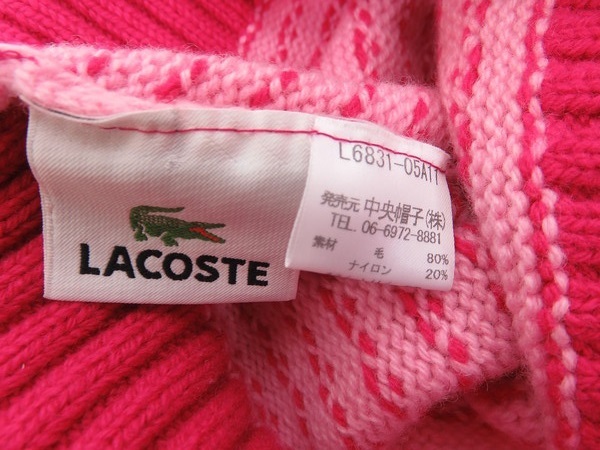 LACOSTE
L6831-05A11
発売元 中央帽子(株)
TEL. 06-6972-8881
素材 毛 80%
ナイロン 20%